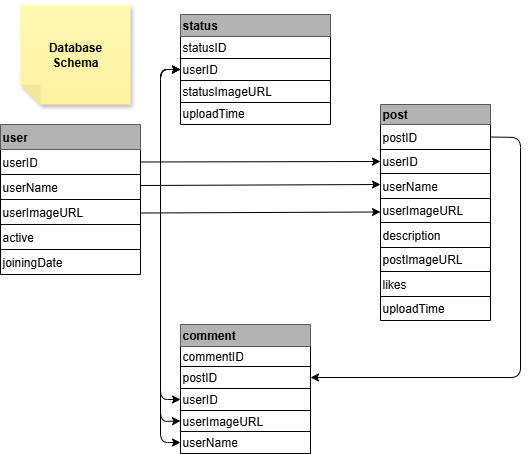 Database
Schema
status
statusID
userID
statusImageURL
uploadTime
user
userID
userName
userImageURL
active
joiningDate
post
postID
userID
userName
userImageURL
description
postImageURL
likes
uploadTime
comment
commentID
postID
userID
userImageURL
userName